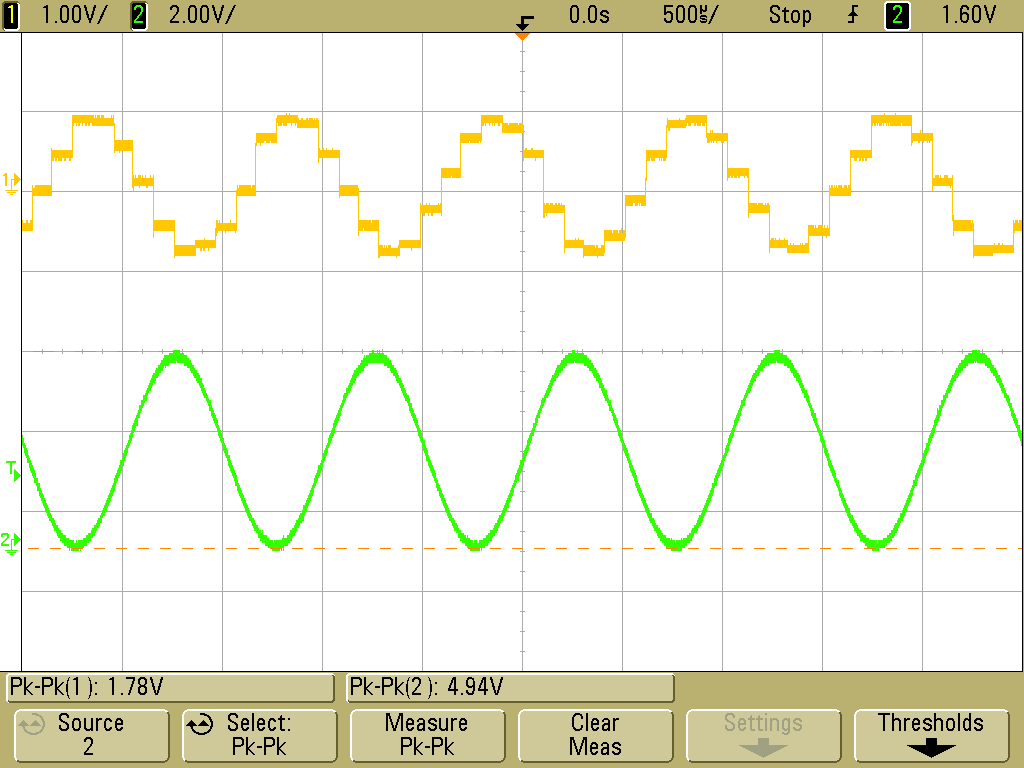 1 1.00V/ 2 2.00V/ 0.0s 500µs/ Stop 2 1.60V
1
T
2
Pk-Pk(1): 1.78V Pk-Pk(2): 4.94V
Source Select: Measure Clear Settings Thresholds
2 Pk-Pk Pk-Pk Meas